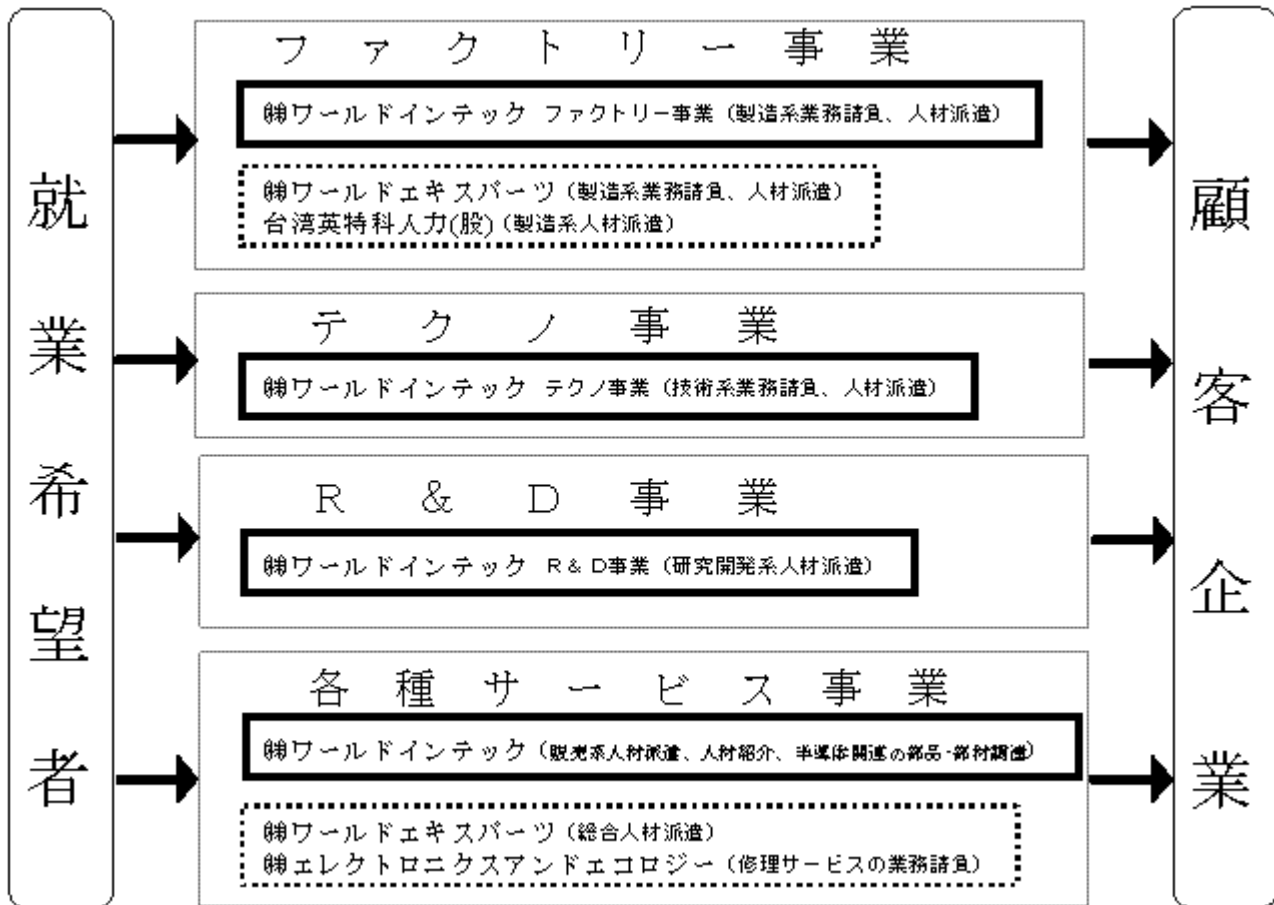 就業希望者
ファクトリー事業
㈱ワールドインテック ファクトリー事業（製造系業務請負、人材派遣）
㈱ワールドエキスパーツ（製造系業務請負、人材派遣）
台湾英特科人力(股)（製造系人材派遣）
テクノ事業
㈱ワールドインテック テクノ事業（技術系業務請負、人材派遣）
R&D事業
㈱ワールドインテック R&D事業（研究開発系人材派遣）
各種サービス事業
㈱ワールドインテック（販売系人材派遣、人材紹介、半導体関連の部品・部材調達）
㈱ワールドエキスパーツ（総合人材派遣）
㈱エレクトロニクスアンドエコロジー（修理サービスの業務請負）
顧客企業